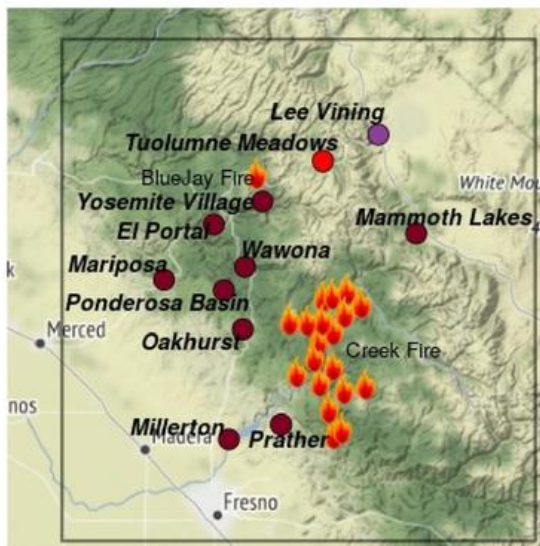 Lee Vining
Tuolumne Meadows
BlueJay Fire
White Mou
Yosemite Village
Mammoth Lakes
4
El Portal
Wawona
Mariposa
k
Ponderosa Basin
Merced
Oakhurst
Creek Fire
nos
Millerton
Madera
Prather
Fresno